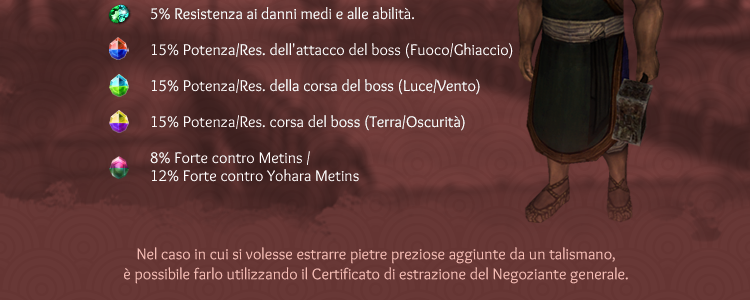 5% Resistenza ai danni medi e alle abilità.
15% Potenza/Res. dell'attacco del boss (Fuoco/Ghiaccio)
15% Potenza/Res. della corsa del boss (Luce/Vento)
15% Potenza/Res. corsa del boss (Terra/Oscurità)
8% Forte contro Metins /
12% Forte contro Yohara Metins
Nel caso in cui si volesse estrarre pietre preziose aggiunte da un talismano,
è possibile farlo utilizzando il Certificato di estrazione del Negoziante generale.